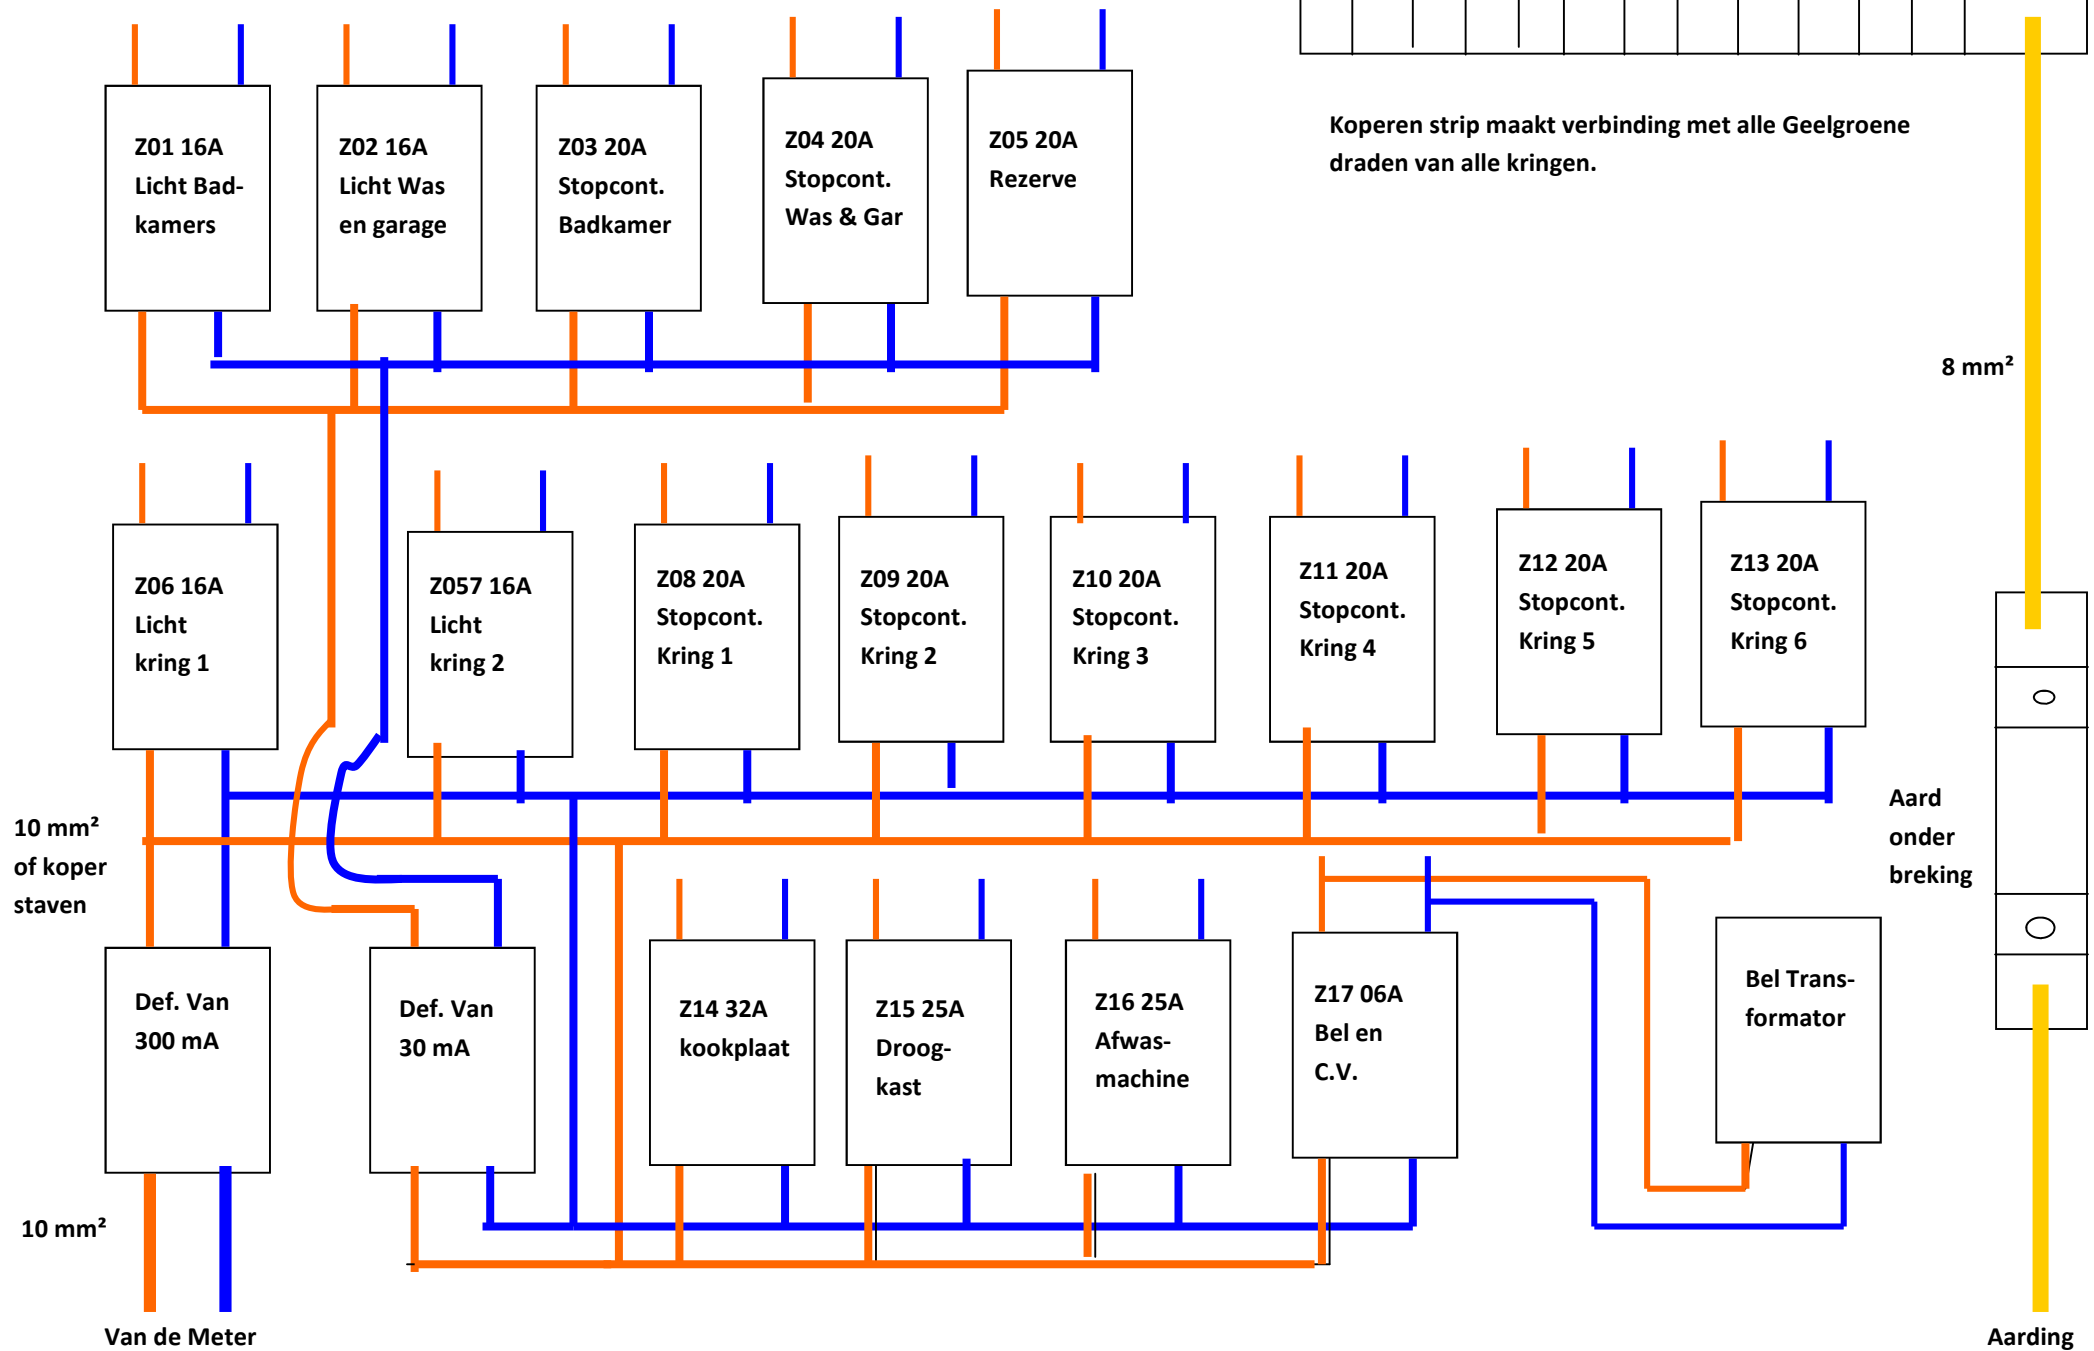 Z01 16A
Licht Bad-
kamers
Z02 16A
Licht Was
en garage
Z03 20A
Stopcont.
Badkamer
Z04 20A
Stopcont.
Was & Gar
Z05 20A
Rezerve
Koperen strip maakt verbinding met alle Geelgroene
draden van alle kringen.
8 mm²
Z06 16A
Licht
kring 1
Z057 16A
Licht
kring 2
Z08 20A
Stopcont.
Kring 1
Z09 20A
Stopcont.
Kring 2
Z10 20A
Stopcont.
Kring 3
Z11 20A
Stopcont.
Kring 4
Z12 20A
Stopcont.
Kring 5
Z13 20A
Stopcont.
Kring 6
10 mm²
of koper
staven
Aard
onder
breking
Def. Van
300 mA
Def. Van
30 mA
Z14 32A
kookplaat
Z15 25A
Droog-
kast
Z16 25A
Afwas-
machine
Z17 06A
Bel en
C.V.
Bel Trans-
formator
10 mm²
Van de Meter
Aarding